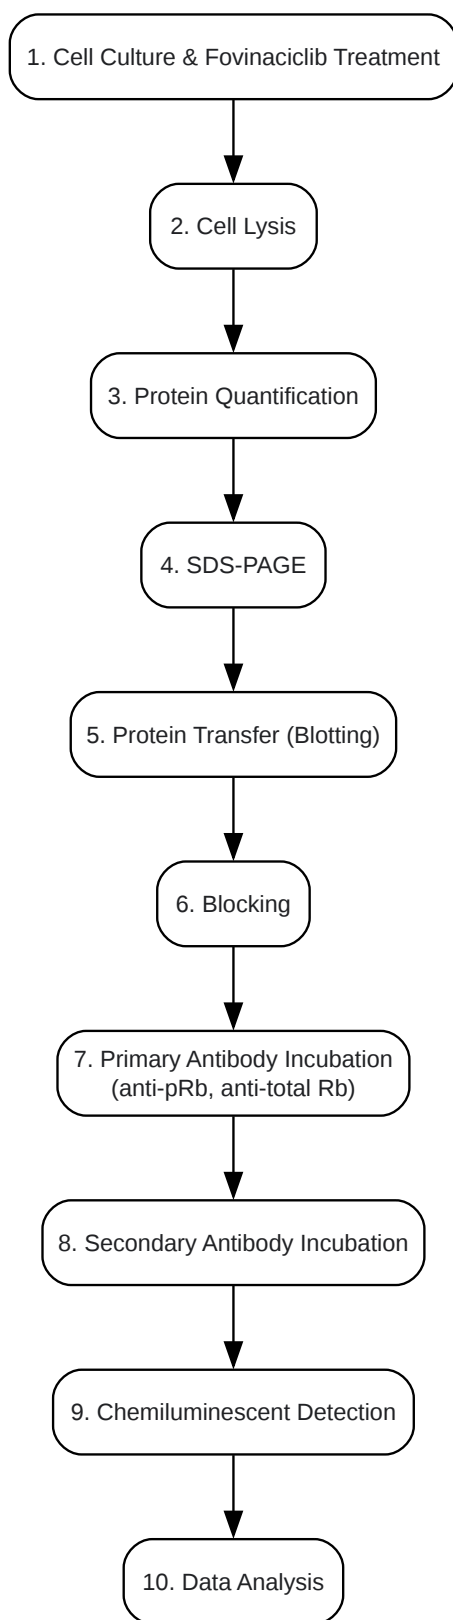 1. Cell Culture & Fovinaciclib Treatment
2. Cell Lysis
3. Protein Quantification
4. SDS-PAGE
5. Protein Transfer (Blotting)
6. Blocking
7. Primary Antibody Incubation
(anti-pRb, anti-total Rb)
8. Secondary Antibody Incubation
9. Chemiluminescent Detection
10. Data Analysis